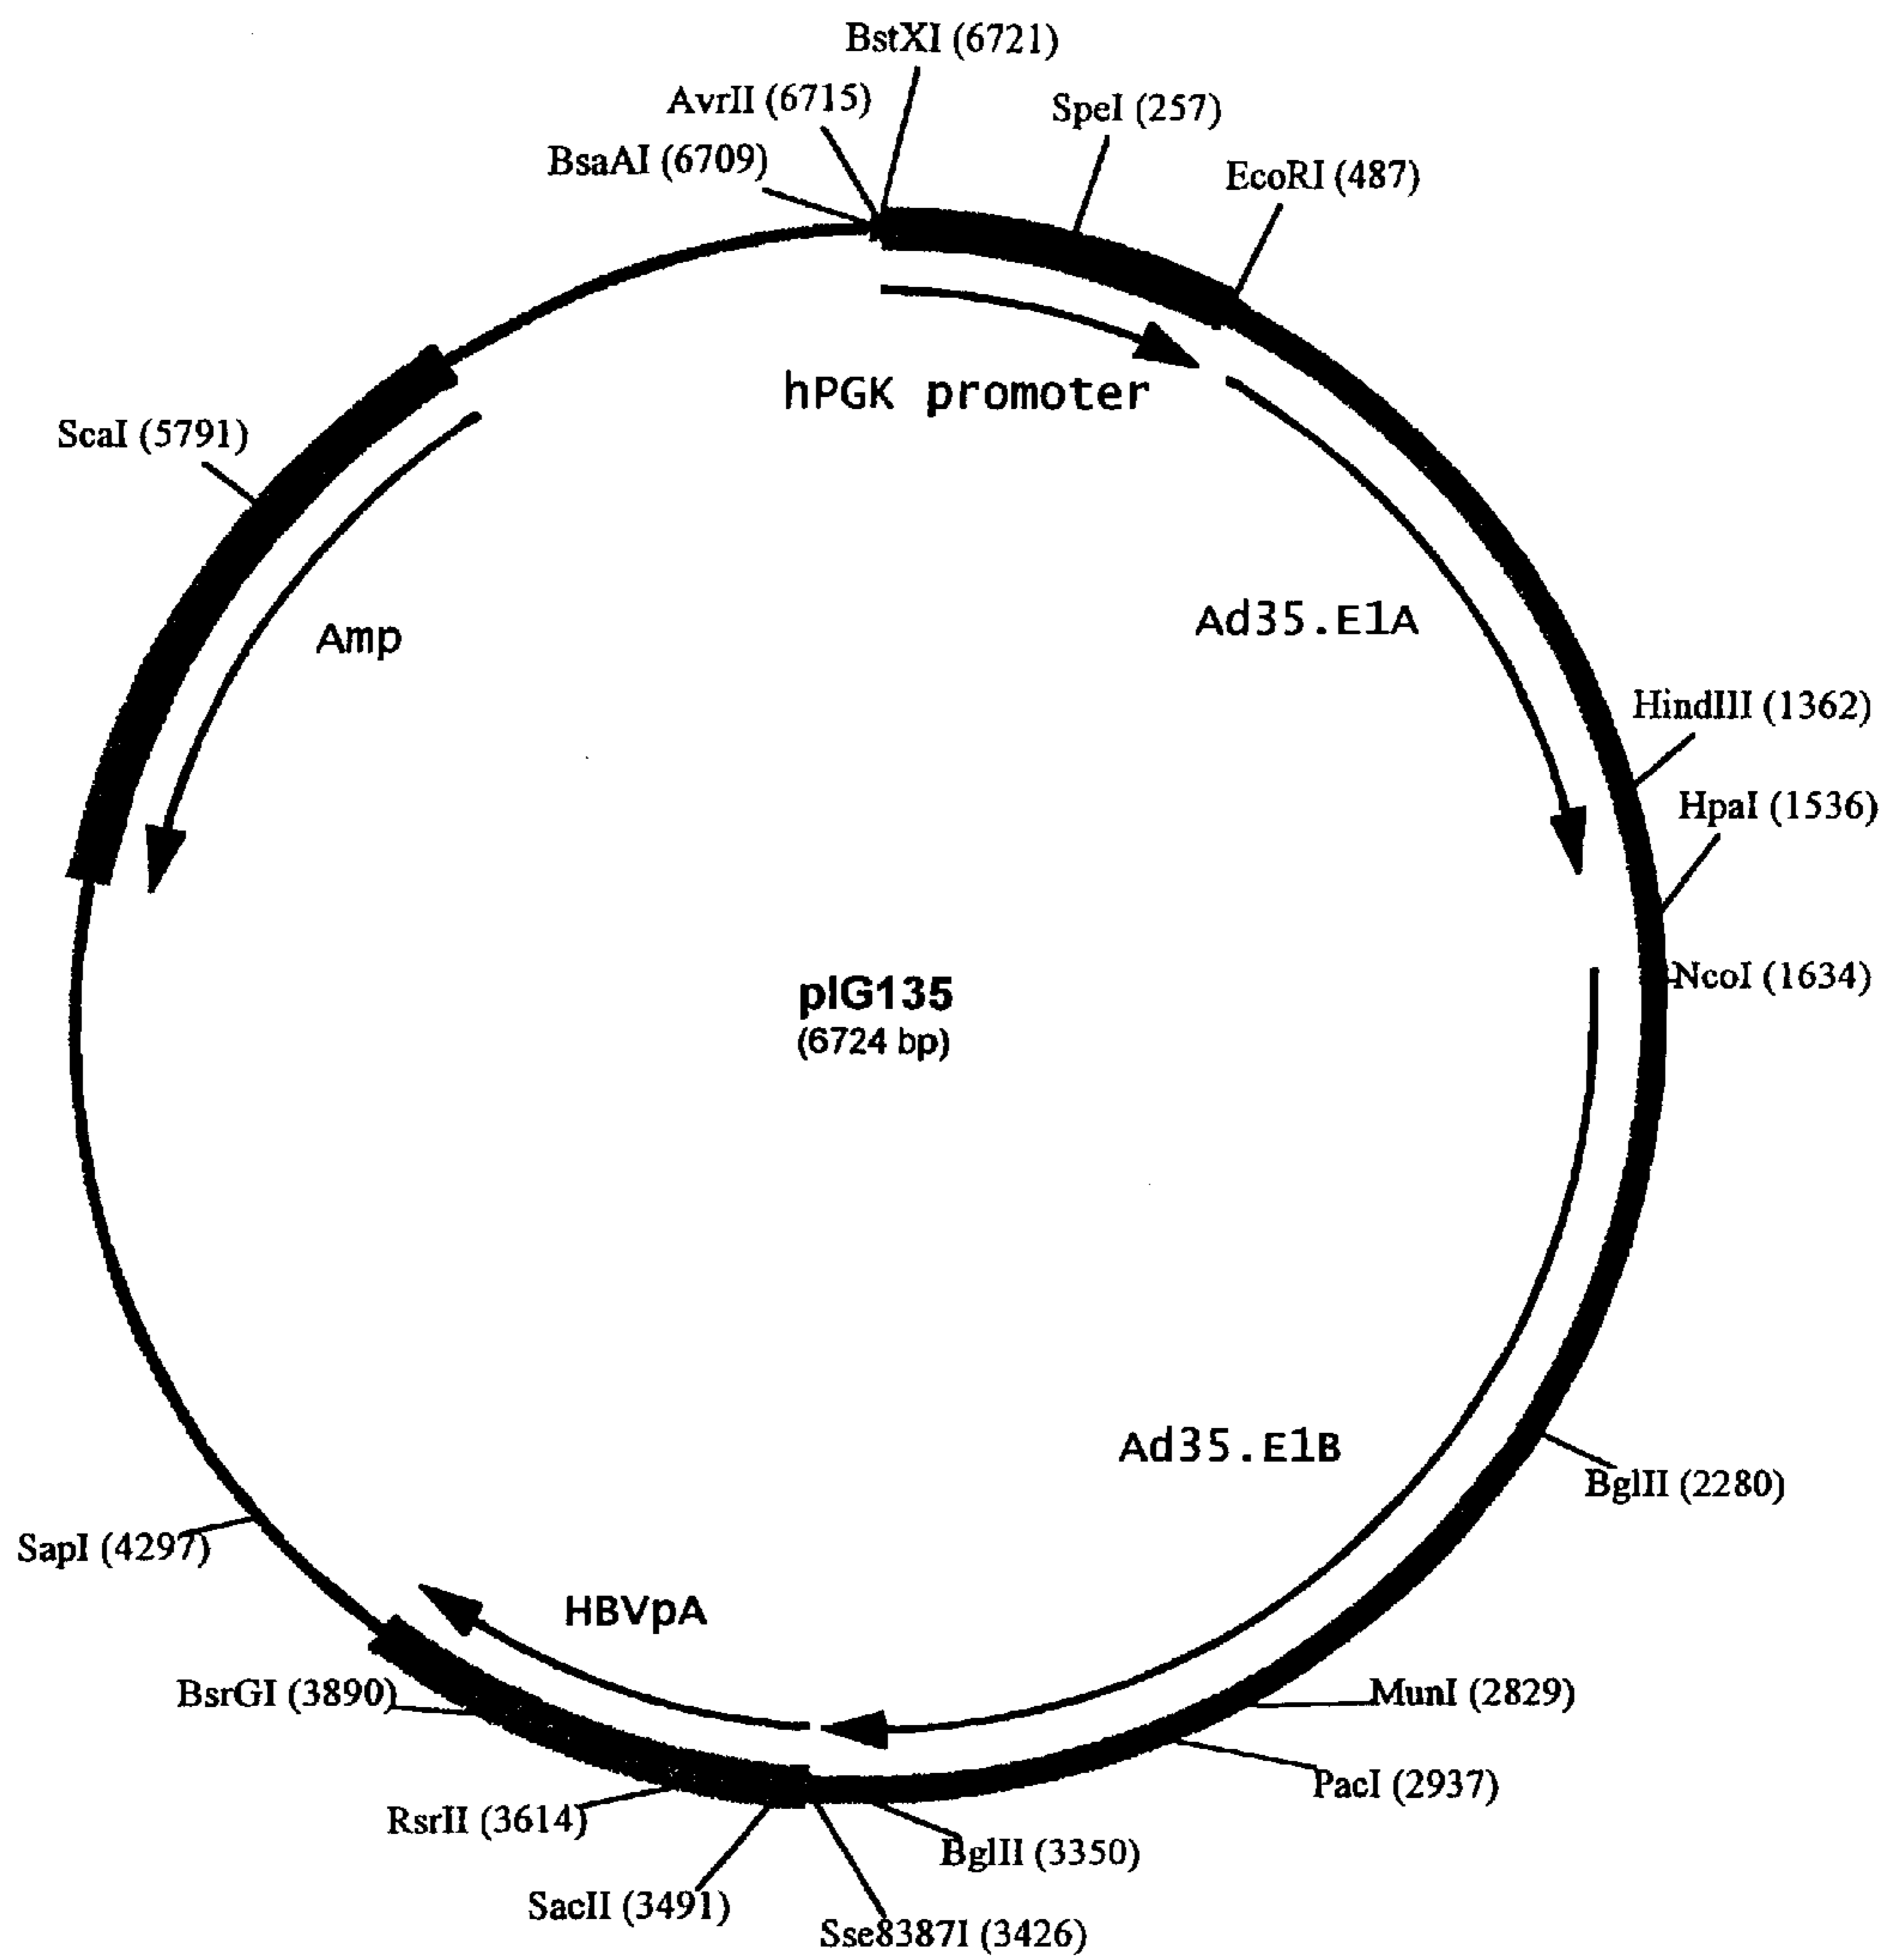 BstXI (6721)
AvrII (6715)
SpeI (257)
BsaAI (6709)
EcoRI (487)
hPGK promoter
ScaI (5791)
Ad35.E1A
Amp
HindIII (1362)
HpaI (1536)
NcoI (1634)
pIG135
(6724 bp)
Ad35.E1B
BglII (2280)
SapI (4297)
HBVpA
BsrGI (3890)
MunI (2829)
PacI (2937)
RsrII (3614)
BglII (3350)
SacII (3491)
Sse8387I (3426)